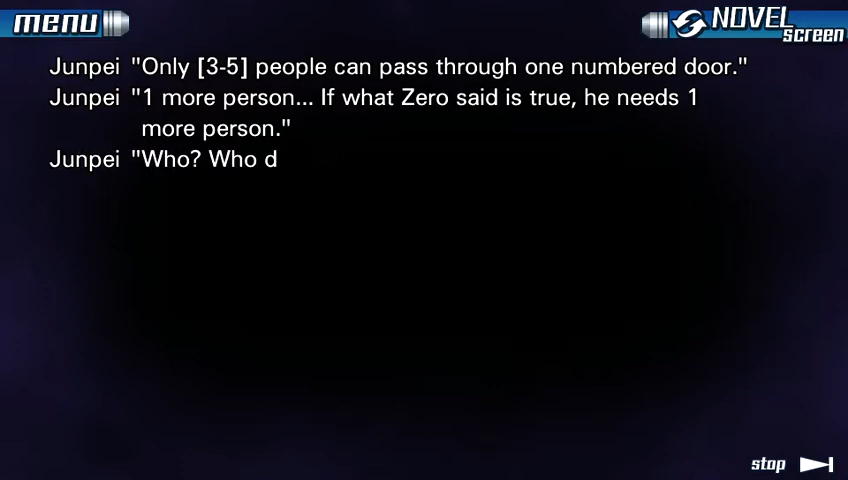 menu
NOVEL
screen
Junpei "Only [3-5] people can pass through one numbered door."
Junpei "1 more person... If what Zero said is true, he needs 1
more person."
Junpei "Who? Who d
stop